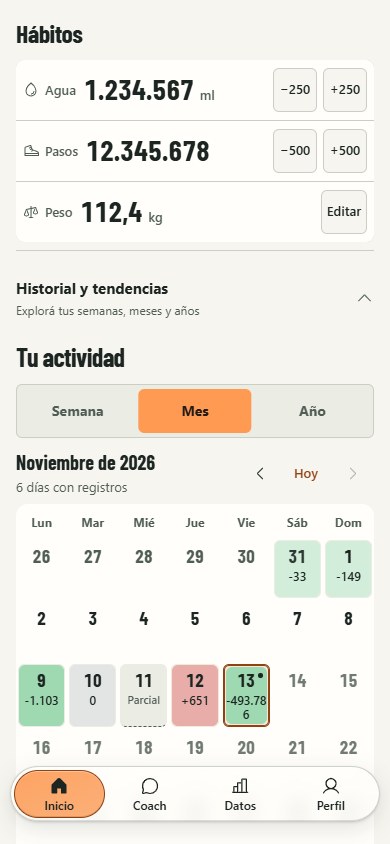 Hábitos
Agua 1.234.567 ml −250 +250
Pasos 12.345.678 −500 +500
Peso 112,4 kg Editar
Historial y tendencias
Explorá tus semanas, meses y años
Tu actividad
Semana Mes Año
Noviembre de 2026
6 días con registros
Hoy
Lun Mar Mié Jue Vie Sáb Dom
26 27 28 29 30 31 1
-33 -149
2 3 4 5 6 7 8
9 10 11 12 13 14 15
-1.103 0 Parcial +651 -493.78
6
16 17 18 19 20 21 22
Inicio Coach Datos Perfil